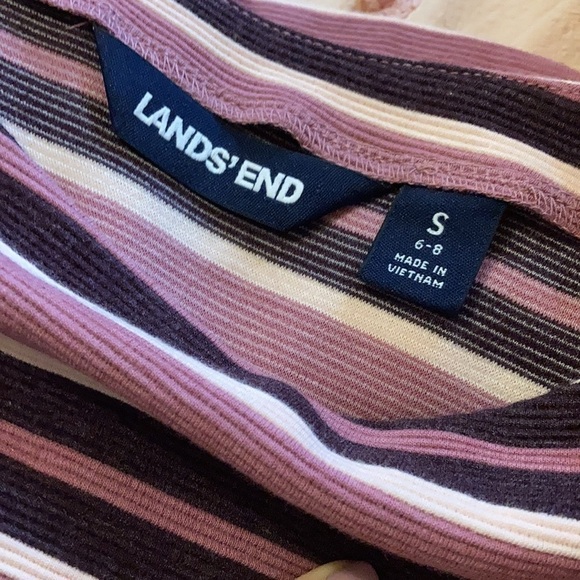 LANDS' END
S
6-8
MADE IN
VIETNAM